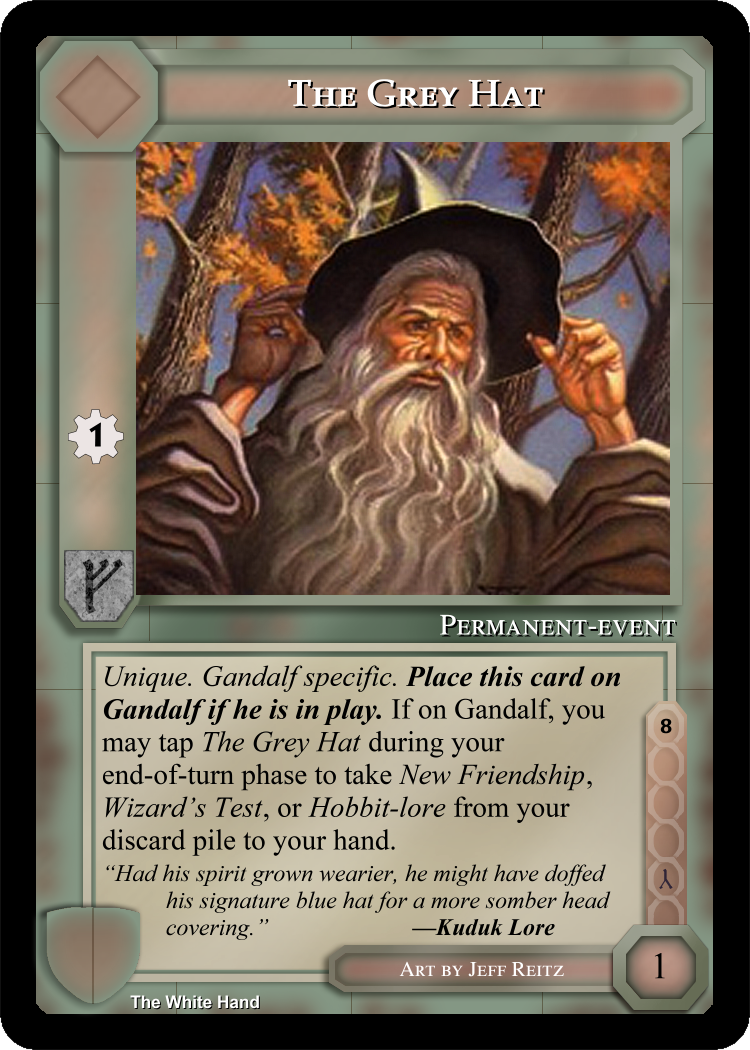 The Grey Hat
1
Permanent-event
Unique. Gandalf specific. Place this card on
Gandalf if he is in play. If on Gandalf, you
may tap The Grey Hat during your
end-of-turn phase to take New Friendship,
Wizard’s Test, or Hobbit-lore from your
discard pile to your hand.
“Had his spirit grown wearier, he might have doffed
his signature blue hat for a more somber head
covering.” —Kuduk Lore
8
Art by Jeff Reitz
1
The White Hand